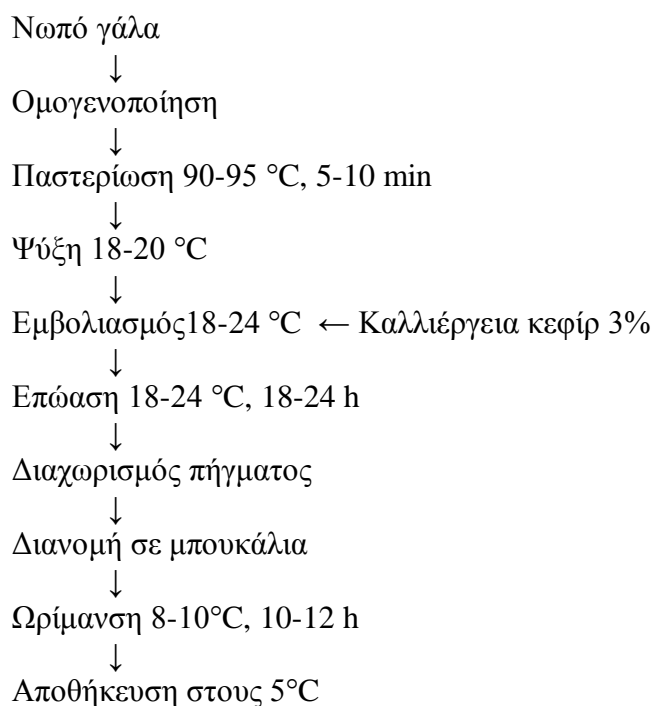 Νωπό γάλα
↓
Ομογενοποίηση
↓
Παστερίωση 90-95 °C, 5-10 min
↓
Ψύξη 18-20 °C
↓
Εμβολιασμός18-24 °C ← Καλλιέργεια κεφίρ 3%
↓
Επώαση 18-24 °C, 18-24 h
↓
Διαχωρισμός πήγματος
↓
Διανομή σε μπουκάλια
↓
Ωρίμανση 8-10°C, 10-12 h
↓
Αποθήκευση στους 5°C